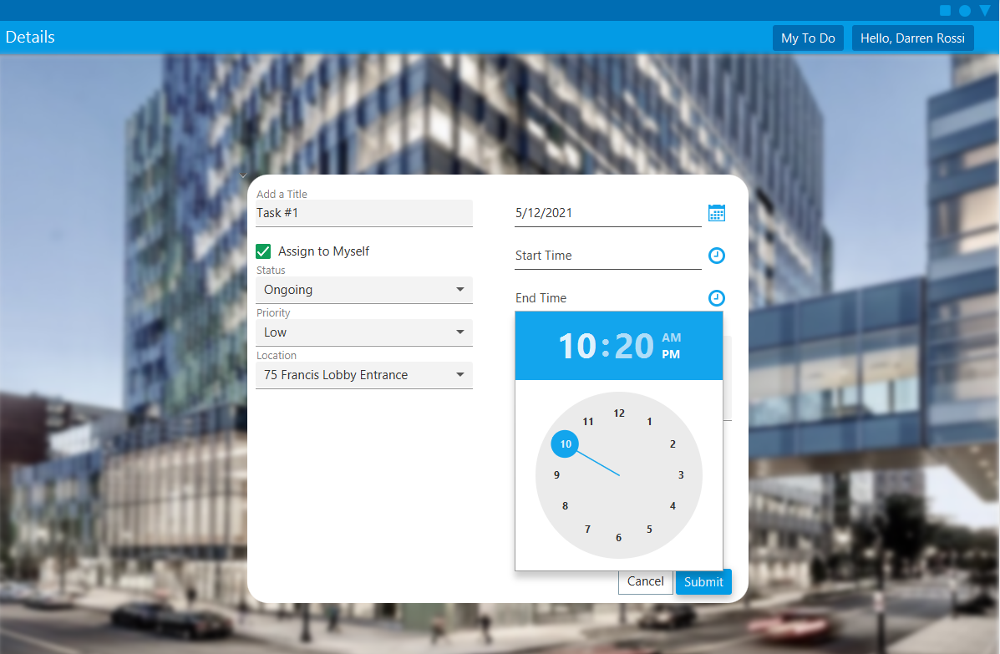 Details
My To Do
Hello, Darren Rossi
Add a Title
Task #1
Assign to Myself
Status
Ongoing
Priority
Low
Location
75 Francis Lobby Entrance
5/12/2021
Start Time
End Time
10:20
AM
PM
12
1
2
3
4
5
6
7
8
9
10
11
Cancel
Submit